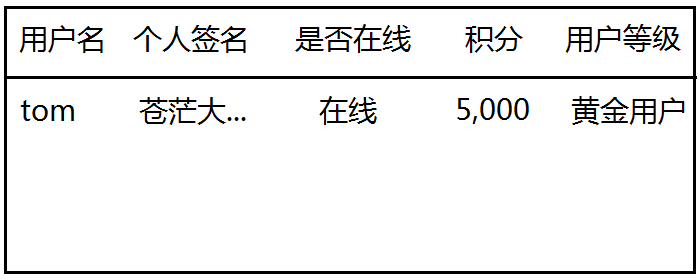 用户名 个人签名 是否在线 积分 用户等级
tom 苍茫大... 在线 5,000 黄金用户